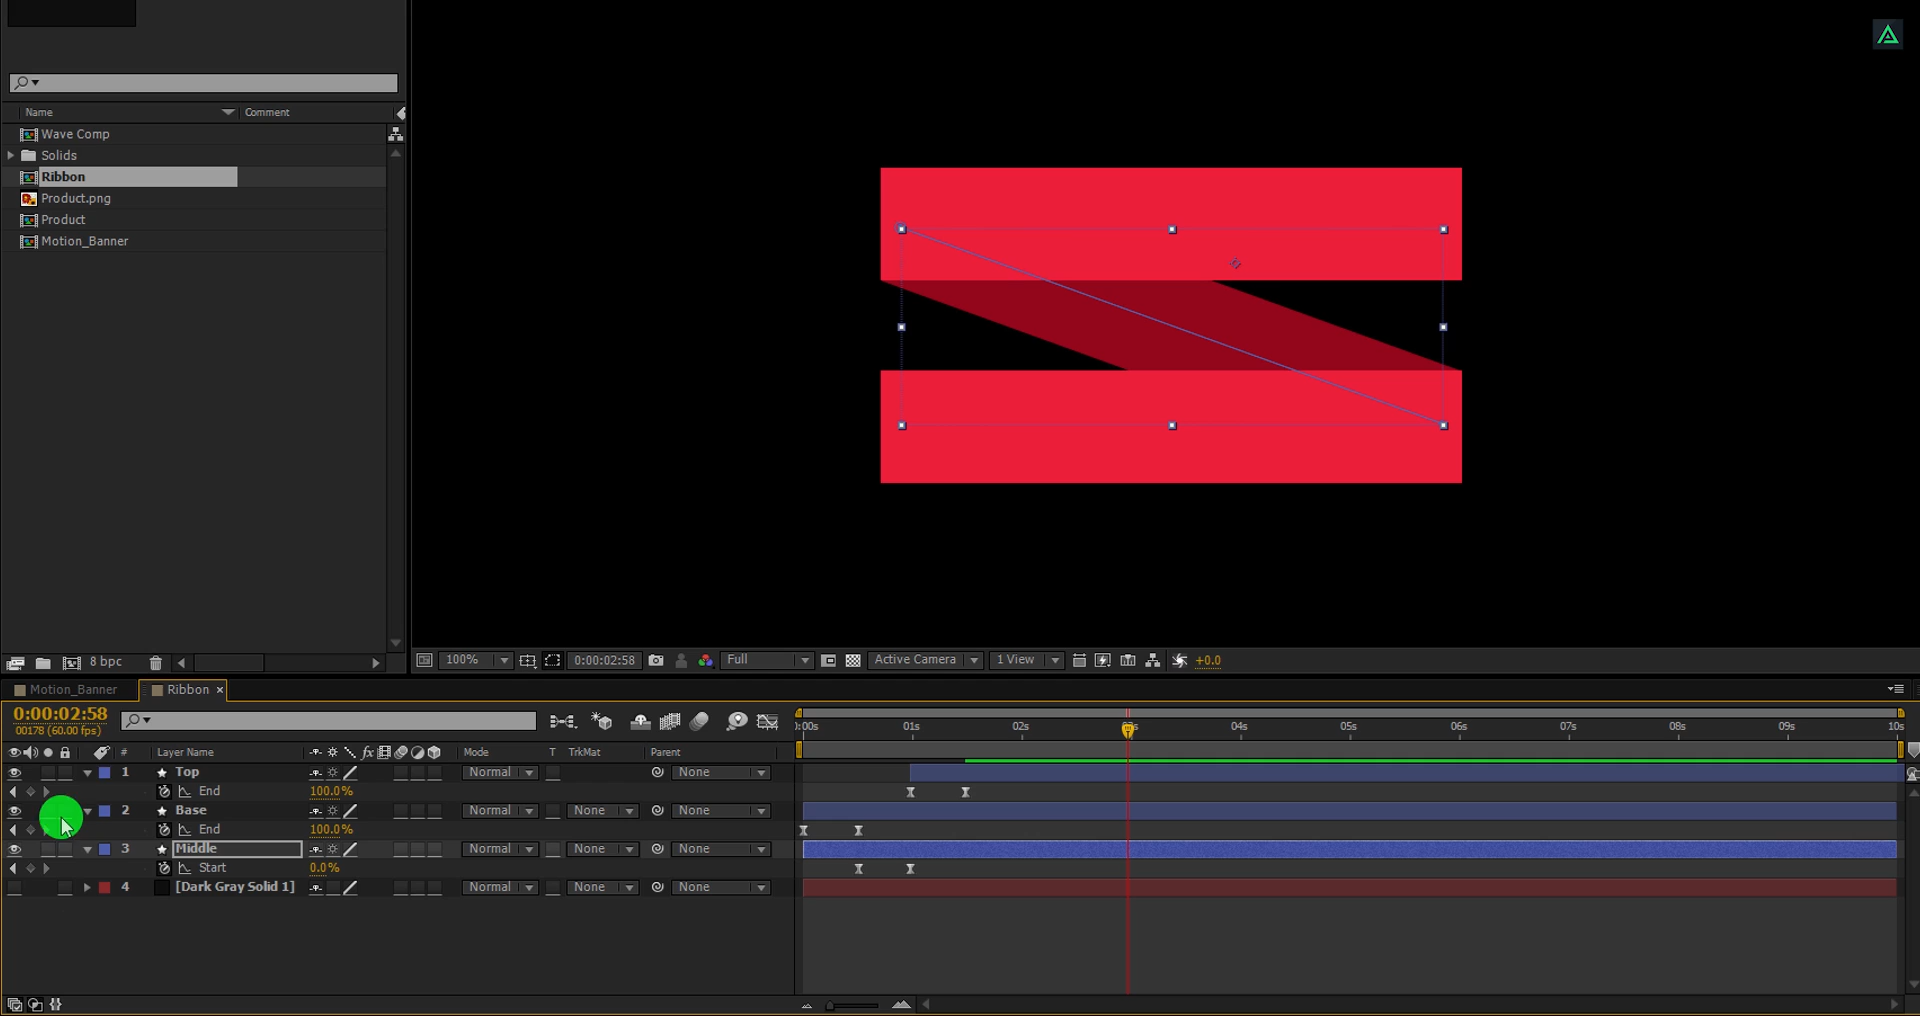 Name Comment
Wave Comp
Solids
Ribbon
Product.png
Product
Motion_Banner
8 bpc
100% 0:00:02:58 Full Active Camera 1 View +0.0
Motion_Banner Ribbon ×
0:00:02:58
00178 (60.00 fps)
:00s 01s 02s 04s 05s 06s 07s 08s 09s 10s
# Layer Name fx Mode T TrkMat Parent
1 Top Normal None
End 100.0%
2 Base Normal None None
End 100.0%
3 Middle Normal None None
Start 0.0%
4 [Dark Gray Solid 1] Normal None None